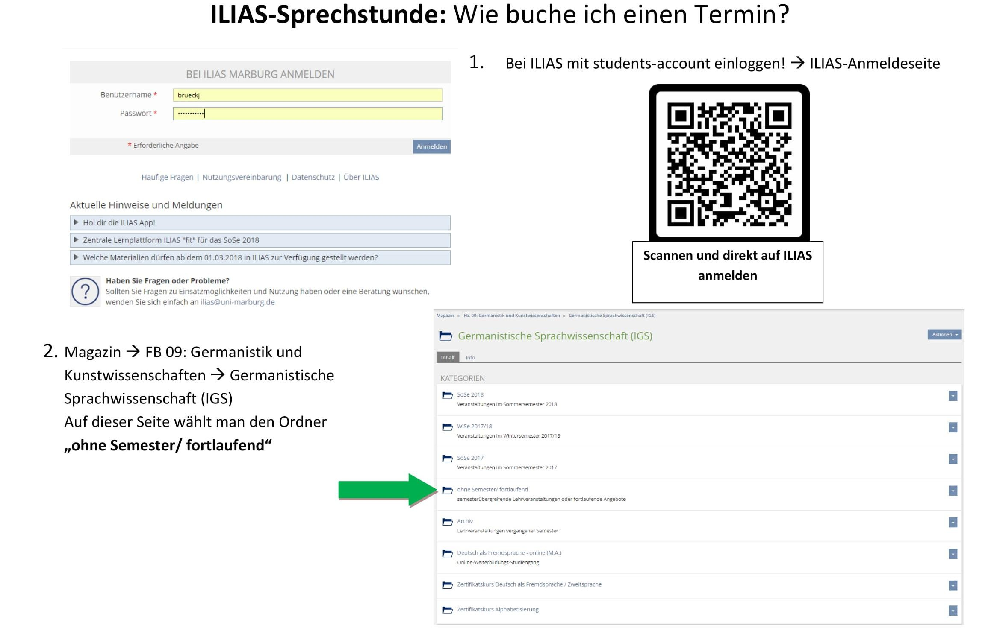 ILIAS-Sprechstunde: Wie buche ich einen Termin?
1. Bei ILIAS mit students-account einloggen! → ILIAS-Anmeldeseite
BEI ILIAS MARBURG ANMELDEN
Benutzername * brueckj
Passwort * •••••••••••
* Erforderliche Angabe
Anmelden
Häufige Fragen | Nutzungsvereinbarung | Datenschutz | Über ILIAS
Aktuelle Hinweise und Meldungen
Hol dir die ILIAS App!
Zentrale Lernplattform ILIAS "fit" für das SoSe 2018
Welche Materialien dürfen ab dem 01.03.2018 in ILIAS zur Verfügung gestellt werden?
Haben Sie Fragen oder Probleme?
Sollten Sie Fragen zu Einsatzmöglichkeiten und Nutzung haben oder eine Beratung wünschen,
wenden Sie sich einfach an ilias@uni-marburg.de
Scannen und direkt auf ILIAS
anmelden
2. Magazin → FB 09: Germanistik und
Kunstwissenschaften → Germanistische
Sprachwissenschaft (IGS)
Auf dieser Seite wählt man den Ordner
„ohne Semester/ fortlaufend“
Magazin » Fb. 09: Germanistik und Kunstwissenschaften » Germanistische Sprachwissenschaft (IGS)
Germanistische Sprachwissenschaft (IGS)
Aktionen
Inhalt Info
KATEGORIEN
SoSe 2018
Veranstaltungen im Sommersemester 2018
WiSe 2017/18
Veranstaltungen im Wintersemester 2017/18
SoSe 2017
Veranstaltungen im Sommersemester 2017
ohne Semester/ fortlaufend
semesterübergreifende Lehrveranstaltungen oder fortlaufende Angebote
Archiv
Lehrveranstaltungen vergangener Semester
Deutsch als Fremdsprache - online (M.A.)
Online-Weiterbildungs-Studiengang
Zertifikatskurs Deutsch als Fremdsprache / Zweitsprache
Zertifikatskurs Alphabetisierung